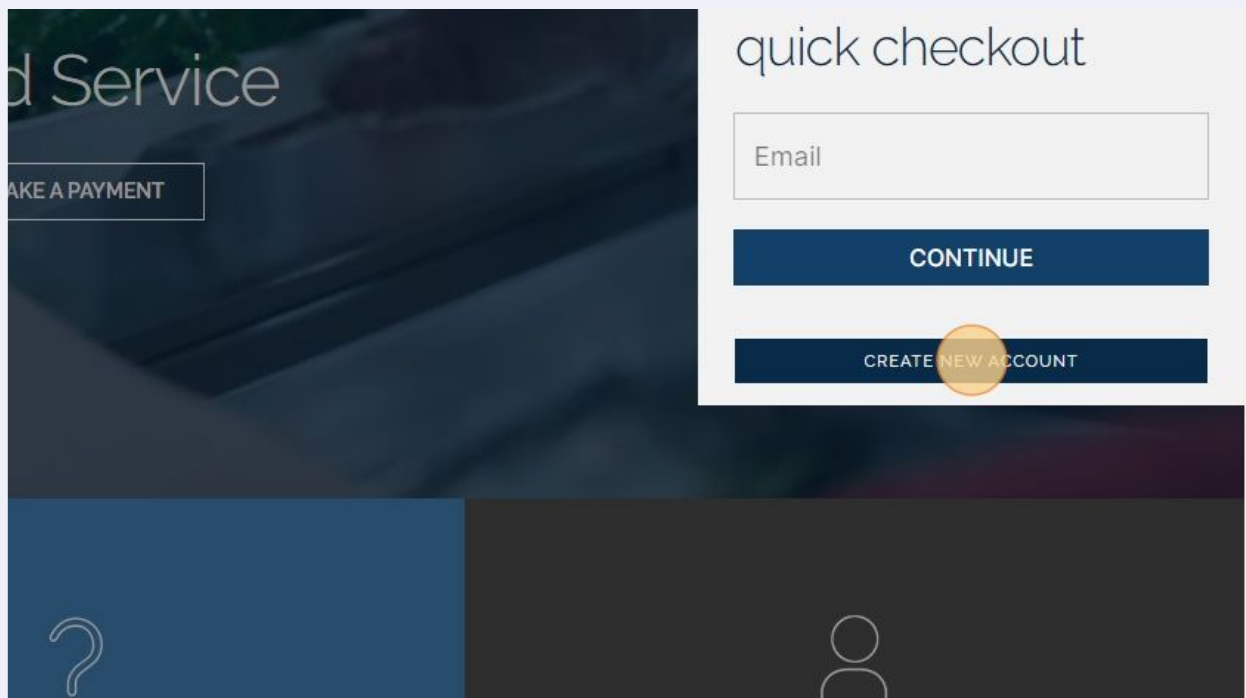 d Service
AKE A PAYMENT
quick checkout
Email
CONTINUE
CREATE NEW ACCOUNT